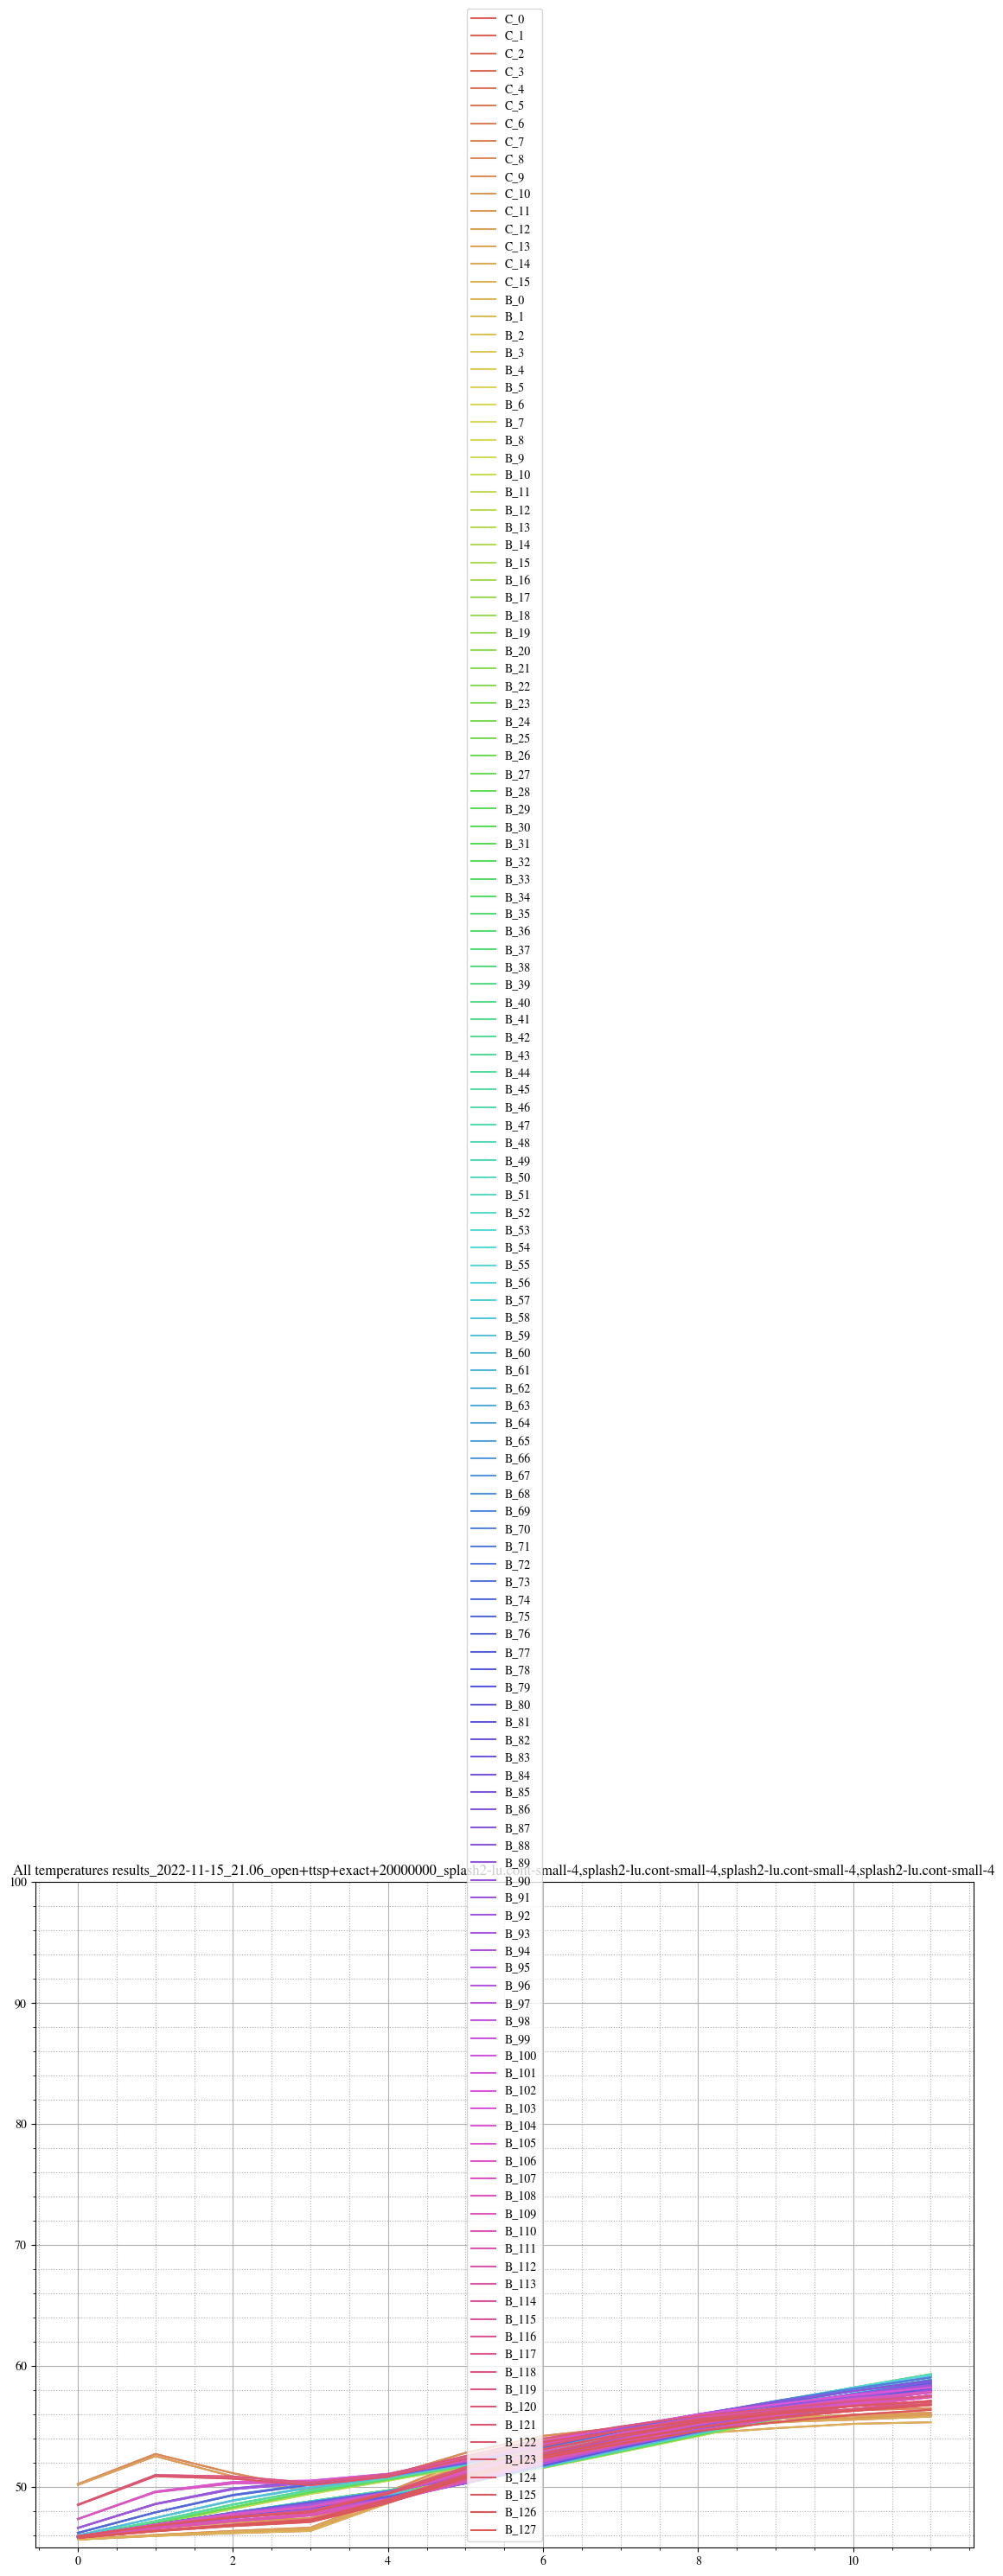 C_0
C_1
C_2
C_3
C_4
C_5
C_6
C_7
C_8
C_9
C_10
C_11
C_12
C_13
C_14
C_15
B_0
B_1
B_2
B_3
B_4
B_5
B_6
B_7
B_8
B_9
B_10
B_11
B_12
B_13
B_14
B_15
B_16
B_17
B_18
B_19
B_20
B_21
B_22
B_23
B_24
B_25
B_26
B_27
B_28
B_29
B_30
B_31
B_32
B_33
B_34
B_35
B_36
B_37
B_38
B_39
B_40
B_41
B_42
B_43
B_44
B_45
B_46
B_47
B_48
B_49
B_50
B_51
B_52
B_53
B_54
B_55
B_56
B_57
B_58
B_59
B_60
B_61
B_62
B_63
B_64
B_65
B_66
B_67
B_68
B_69
B_70
B_71
B_72
B_73
B_74
B_75
B_76
B_77
B_78
B_79
B_80
B_81
B_82
B_83
B_84
B_85
B_86
B_87
B_88
B_89
All temperatures results_2022-11-15_21.06_open+ttsp+exact+20000000_splash2-lu.cont-small-4,splash2-lu.cont-small-4,splash2-lu.cont-small-4,splash2-lu.cont-small-4
B_90
B_91
B_92
B_93
B_94
B_95
B_96
B_97
B_98
B_99
B_100
B_101
B_102
B_103
B_104
B_105
B_106
B_107
B_108
B_109
B_110
B_111
B_112
B_113
B_114
B_115
B_116
B_117
B_118
B_119
B_120
B_121
B_122
B_123
B_124
B_125
B_126
B_127
100
90
80
70
60
50
0 2 4 6 8 10